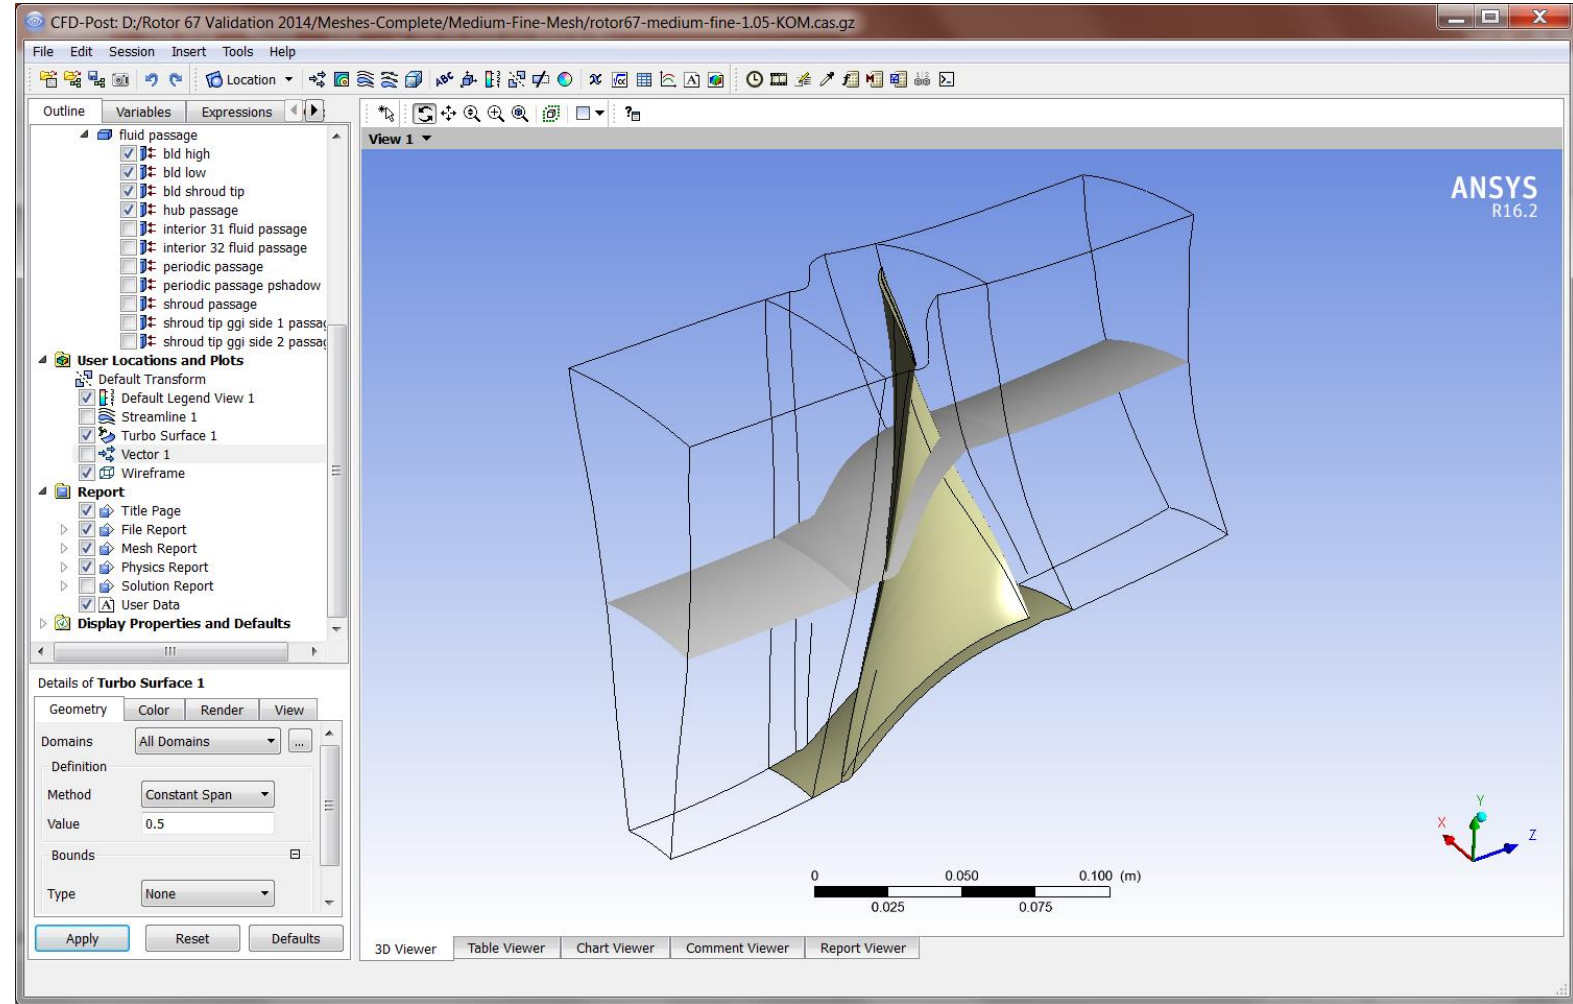 CFD-Post: D:/Rotor 67 Validation 2014/Meshes-Complete/Medium-Fine-Mesh/rotor67-medium-fine-1.05-KOM.cas.gz
File Edit Session Insert Tools Help
Location
Outline Variables Expressions
View 1
fluid passage
bld high
bld low
bld shroud tip
hub passage
interior 31 fluid passage
interior 32 fluid passage
periodic passage
periodic passage pshadow
shroud passage
shroud tip ggi side 1 passag
shroud tip ggi side 2 passag
User Locations and Plots
Default Transform
Default Legend View 1
Streamline 1
Turbo Surface 1
Vector 1
Wireframe
Report
Title Page
File Report
Mesh Report
Physics Report
Solution Report
A User Data
Display Properties and Defaults
Details of Turbo Surface 1
Geometry Color Render View
Domains All Domains ...
Definition
Method Constant Span
Value 0.5
Bounds
Type None
Apply Reset Defaults
ANSYS
R16.2
Y
X
Z
0 0.050 0.100 (m)
0.025 0.075
3D Viewer Table Viewer Chart Viewer Comment Viewer Report Viewer